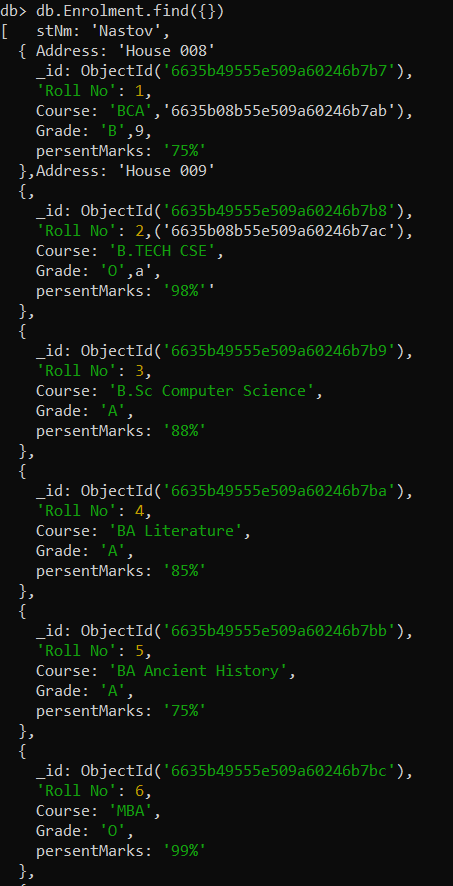 db> db.Enrolment.find({})
[   stNm: 'Nastov',
  { Address: 'House 008'
    _id: ObjectId('6635b49555e509a60246b7b7'),
    'Roll No': 1,
    Course: 'BCA','6635b08b55e509a60246b7ab'),
    Grade: 'B',9,
    persentMarks: '75%'
  },Address: 'House 009'
  {,
    _id: ObjectId('6635b49555e509a60246b7b8'),
    'Roll No': 2,('6635b08b55e509a60246b7ac'),
    Course: 'B.TECH CSE',
    Grade: 'O',a',
    persentMarks: '98%''
  },
  {
    _id: ObjectId('6635b49555e509a60246b7b9'),
    'Roll No': 3,
    Course: 'B.Sc Computer Science',
    Grade: 'A',
    persentMarks: '88%'
  },
  {
    _id: ObjectId('6635b49555e509a60246b7ba'),
    'Roll No': 4,
    Course: 'BA Literature',
    Grade: 'A',
    persentMarks: '85%'
  },
  {
    _id: ObjectId('6635b49555e509a60246b7bb'),
    'Roll No': 5,
    Course: 'BA Ancient History',
    Grade: 'A',
    persentMarks: '75%'
  },
  {
    _id: ObjectId('6635b49555e509a60246b7bc'),
    'Roll No': 6,
    Course: 'MBA',
    Grade: 'O',
    persentMarks: '99%'
  },
  {